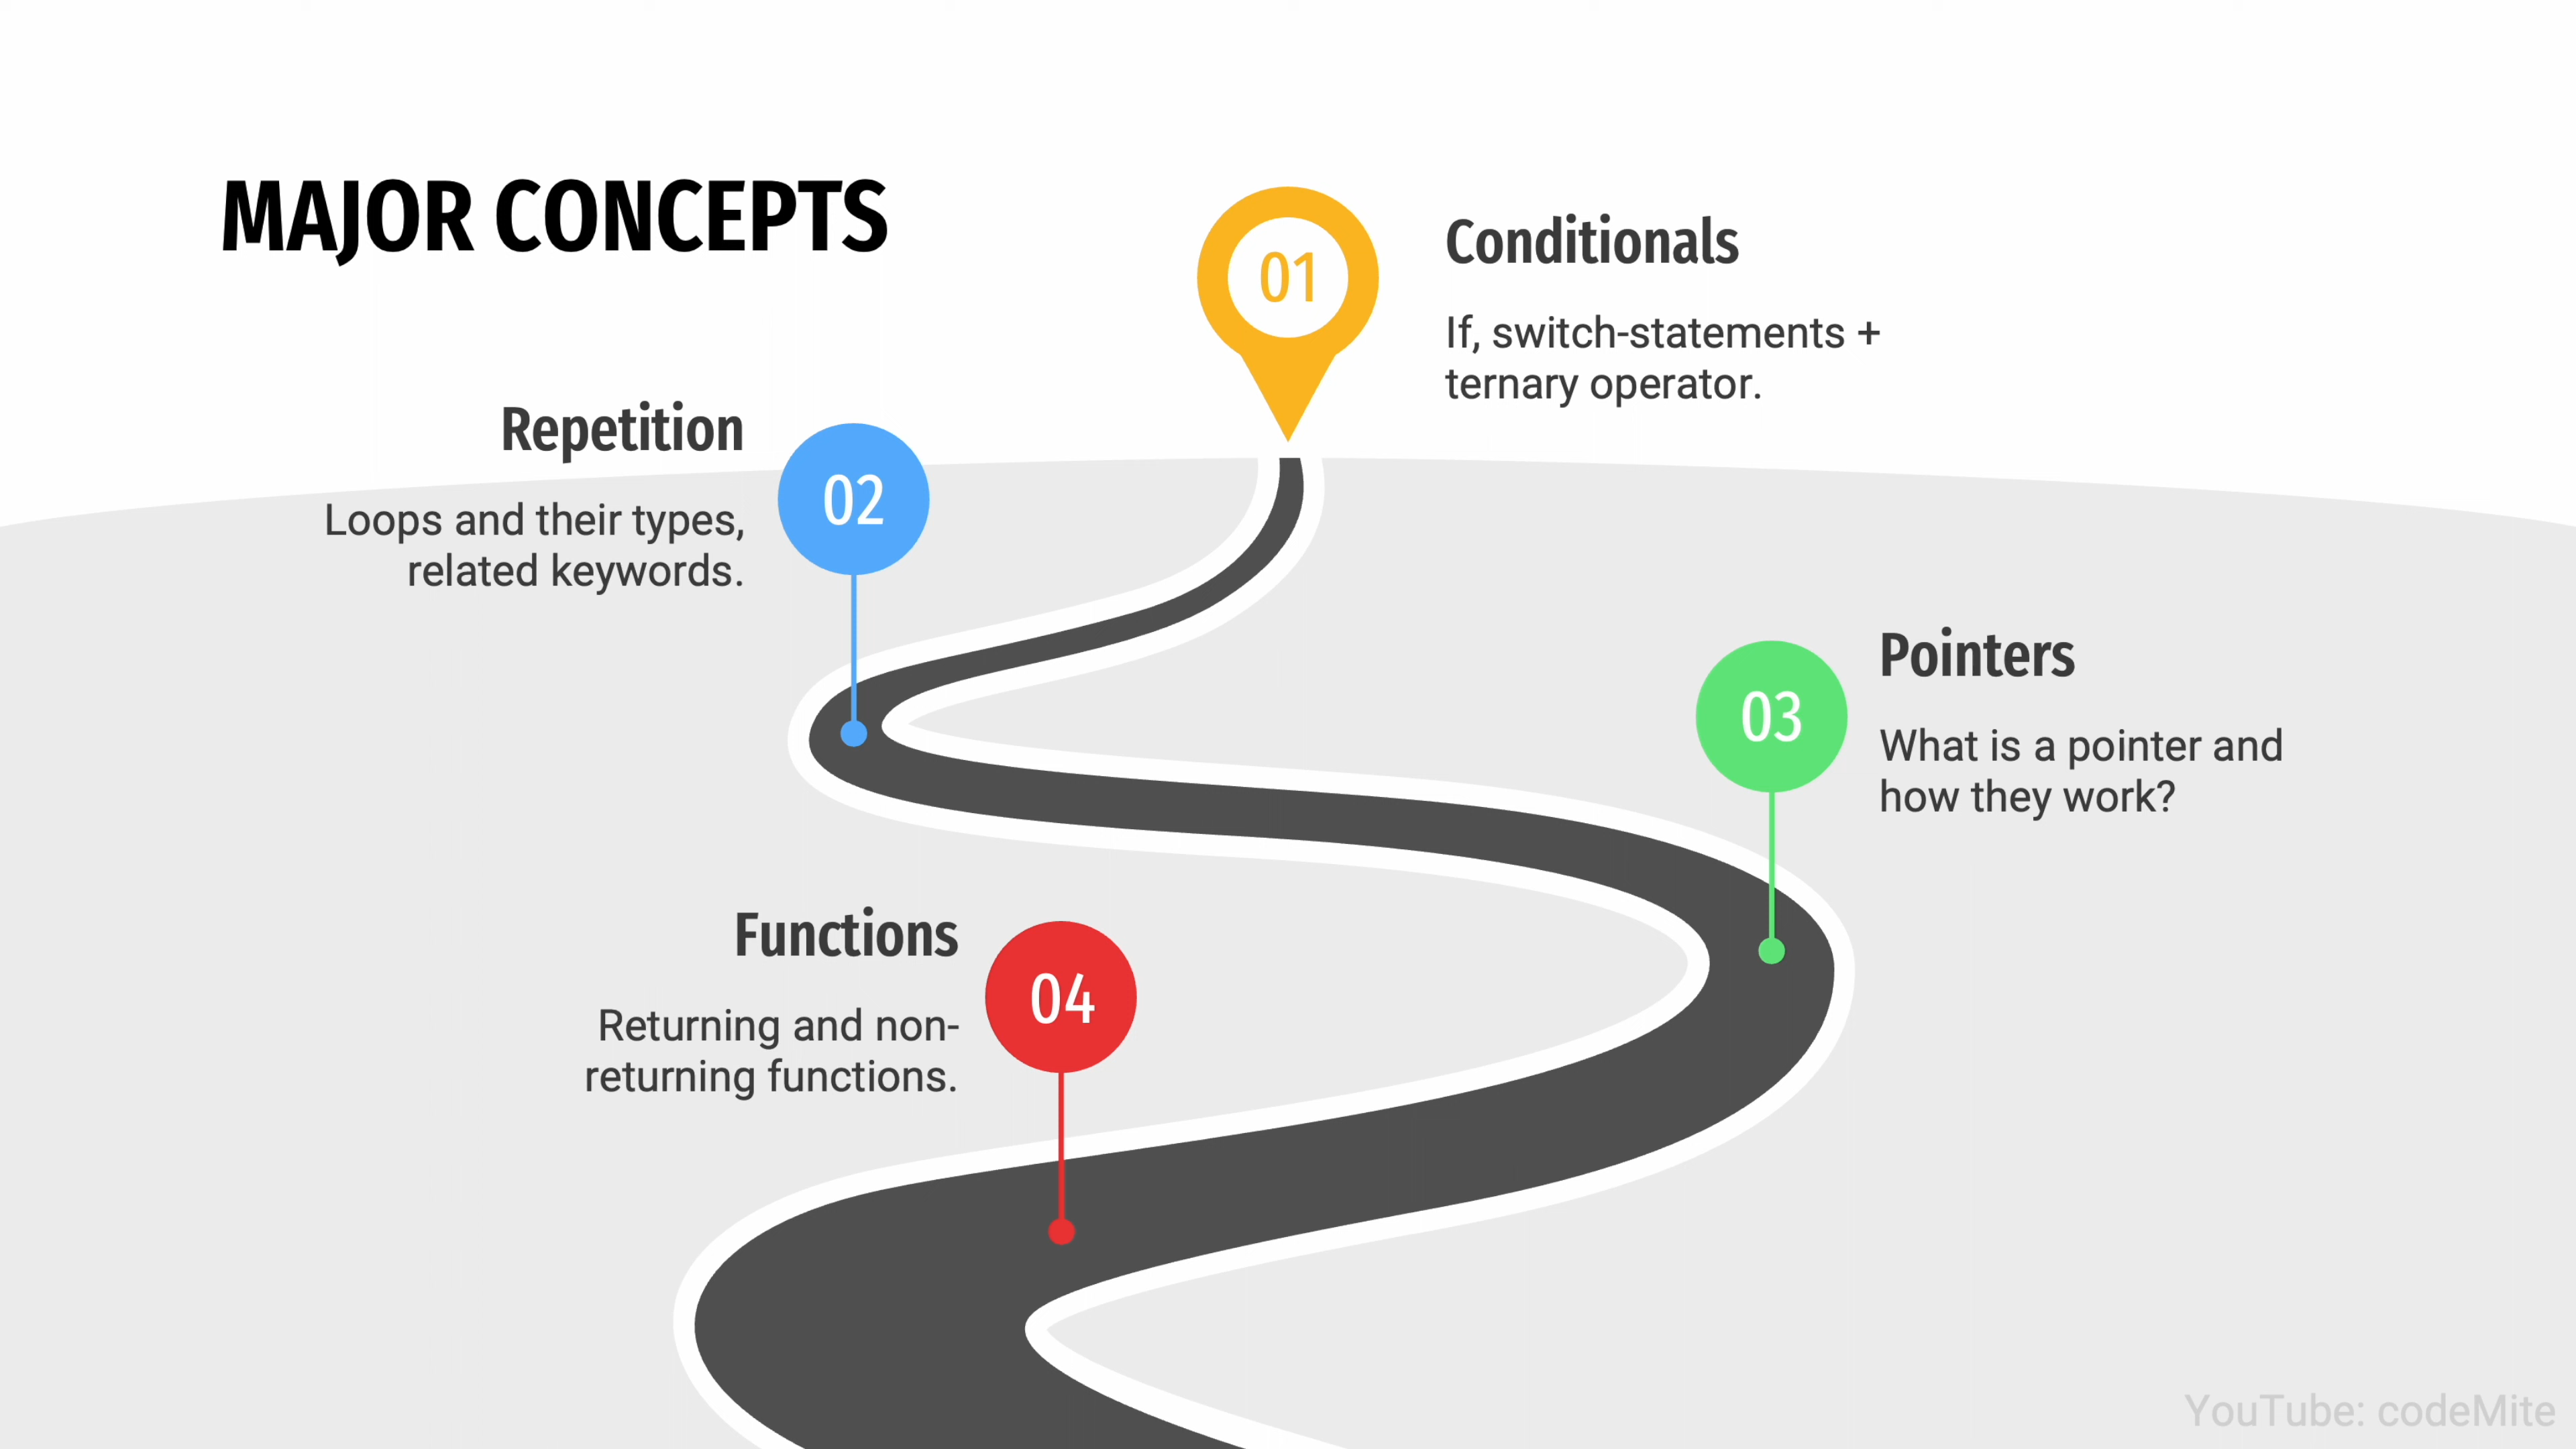 MAJOR CONCEPTS
01
Conditionals
If, switch-statements +
ternary operator.
Repetition
Loops and their types,
related keywords.
02
03
Pointers
What is a pointer and
how they work?
Functions
Returning and non-
returning functions.
04
YouTube: codeMite